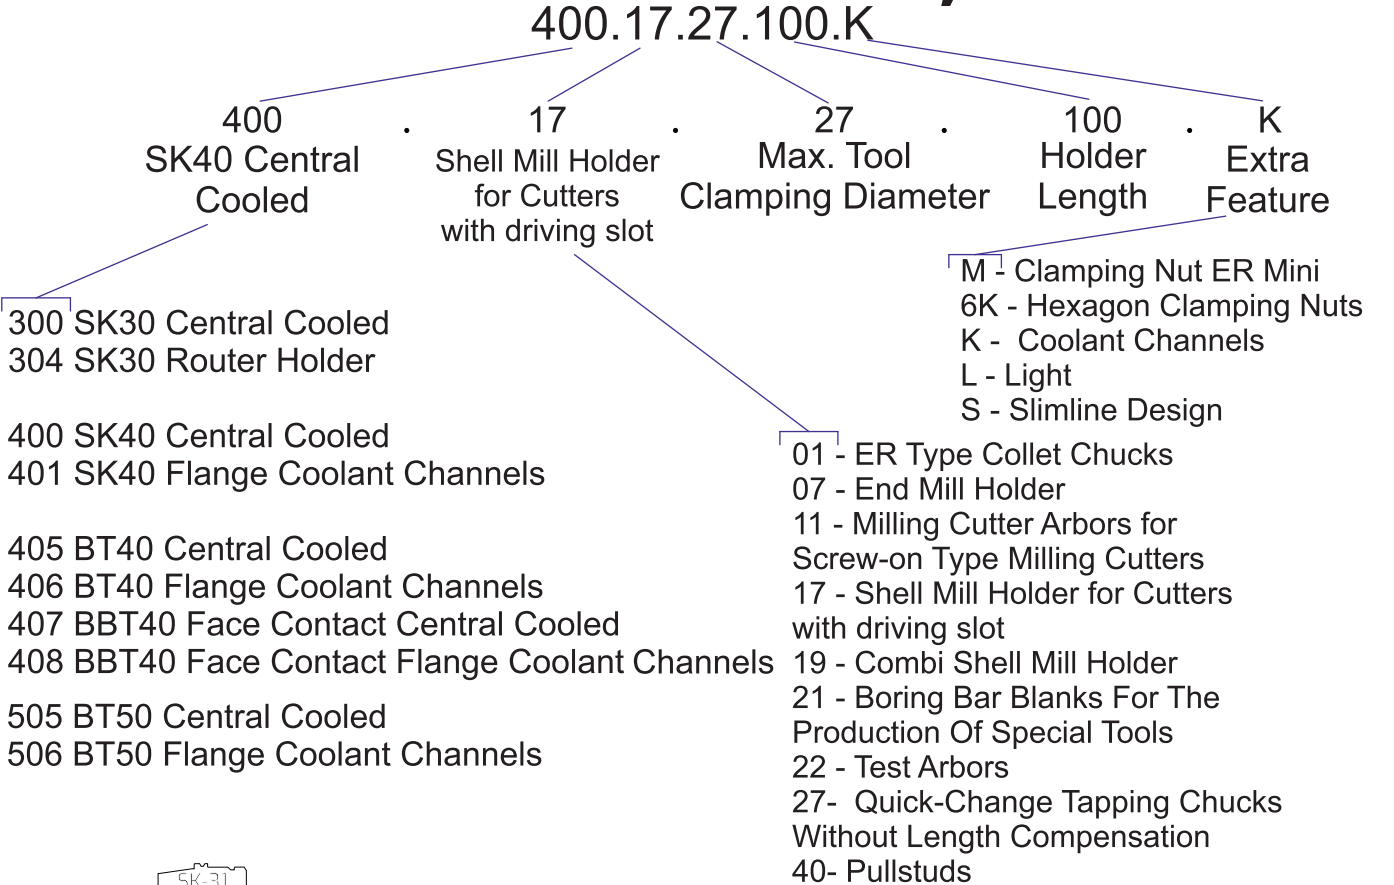 400.17.27.100.K
400 . 17 . 27 . 100 . K
SK40 Central
Cooled
Shell Mill Holder
for Cutters
with driving slot
Max. Tool
Clamping Diameter
Holder
Length
Extra
Feature
300 SK30 Central Cooled
304 SK30 Router Holder
400 SK40 Central Cooled
401 SK40 Flange Coolant Channels
405 BT40 Central Cooled
406 BT40 Flange Coolant Channels
407 BBT40 Face Contact Central Cooled
408 BBT40 Face Contact Flange Coolant Channels
505 BT50 Central Cooled
506 BT50 Flange Coolant Channels
M - Clamping Nut ER Mini
6K - Hexagon Clamping Nuts
K -  Coolant Channels
L - Light
S - Slimline Design
01 - ER Type Collet Chucks
07 - End Mill Holder
11 - Milling Cutter Arbors for
Screw-on Type Milling Cutters
17 - Shell Mill Holder for Cutters
with driving slot
19 - Combi Shell Mill Holder
21 - Boring Bar Blanks For The
Production Of Special Tools
22 - Test Arbors
27-  Quick-Change Tapping Chucks
Without Length Compensation
40- Pullstuds